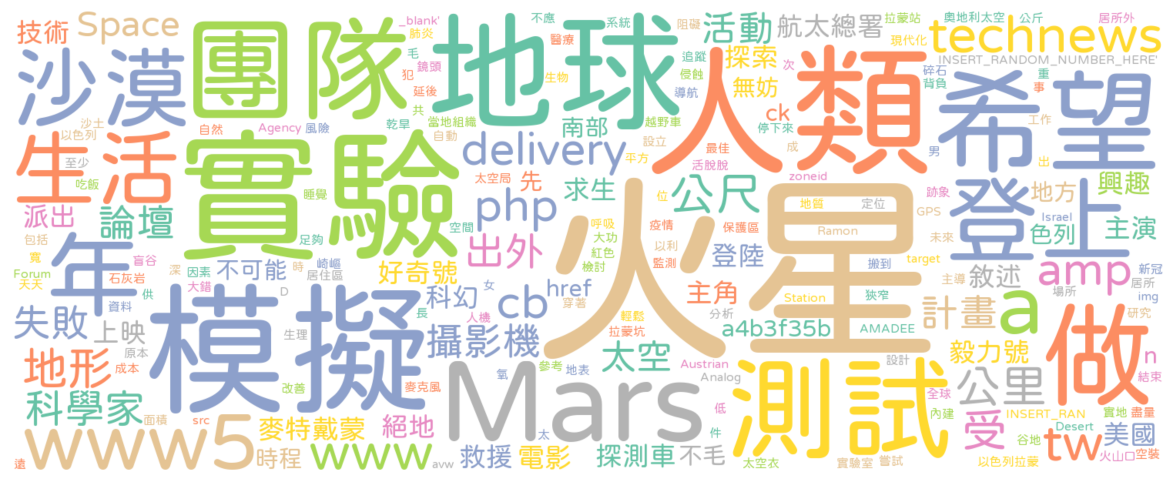 技術
Space
_blank'
肺炎
不應
系統
阻礙
拉蒙站
奧地利太空
公斤
居所外
沙漠
團隊
毛
鏡頭
犯
延後
醫療
生物
地球
追蹤
侵蝕
導航
活動
探索
無妨
航太總署
次
現代化
technews
INSERT_RANDOM_NUMBER_HERE'
碎石
背負
重
事
沙土
以色列
至少
吃飯
生活
自然
Agency
風險
乾旱
共
當地組織
自動
實驗
睡覺
足夠
空間
delivery
南部
越野車
設立
平方
ck
停下來
最佳
成
活脫脫
人類
希望
工作
男
出
派出
論壇
包括
寬
盲谷
Forum
天天
石灰岩
資料
供
深
因素
大錯
年
不可能
時
崎嶇
居住區
D
好奇號
php
先
求生
出外
呼吸
大功
紅色
檢討
位
疫情
公尺
以利
監測
保護區
登陸
火星
zoneid
地質
定位
Ramon
跡象
GPS
未來
target
登上
地方
Israel
色列
興趣
主演
搬到
敘述
主導
場所
amp
新冠
居所
img
失敗
上映
原本
成本
地形
科學家
模擬
生理
改善
參考
科幻
長
女
人機
攝影機
cb
href
穿著
輕鬆
拉蒙坑
主角
分析
a4b3f35b
Station
狹窄
AMADEE
計畫
a
研究
做
n
結束
氧
地表
太空
Austrian
Analog
設計
毅力號
全球
公里
內建
INSERT_RAN
實地
盡量
面積
src
麥克風
麥特戴蒙
絕地
Mars
低
件
測試
受
谷地
Desert
tw
美國
遠
www5
時程
www
avw
救援
太
電影
探測車
不毛
太空衣
實驗室
嘗試
以色列拉蒙
火山口
空裝